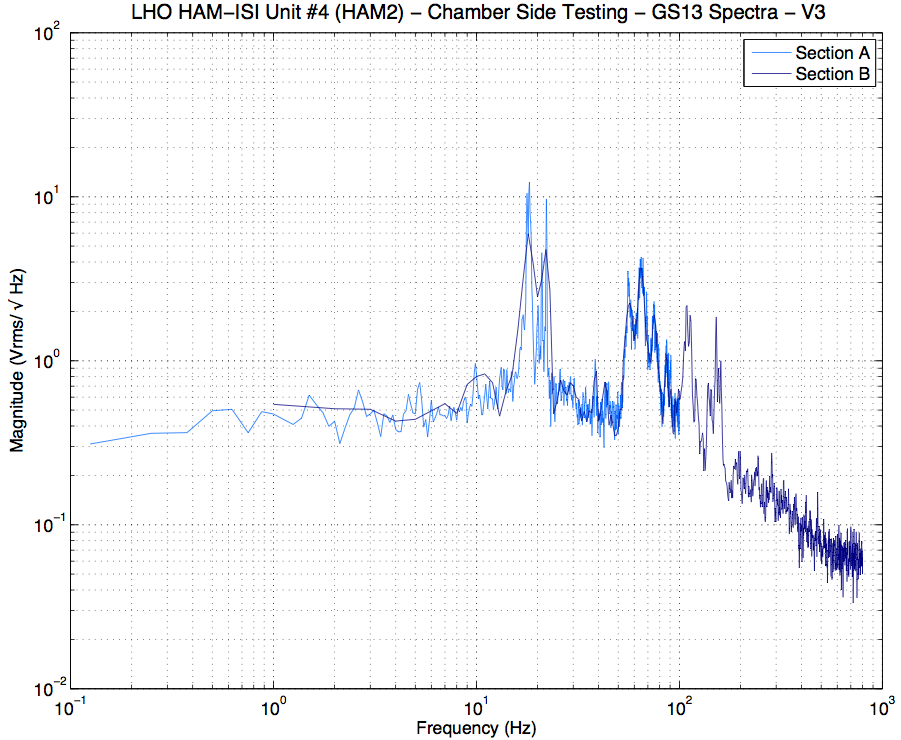 LHO HAM−ISI Unit #4 (HAM2) − Chamber Side Testing − GS13 Spectra − V3
10^2
10^1
10^0
10^−1
10^−2
Magnitude (Vrms/ √ Hz)
Section A
Section B
10^−1 10^0 10^1 10^2 10^3
Frequency (Hz)